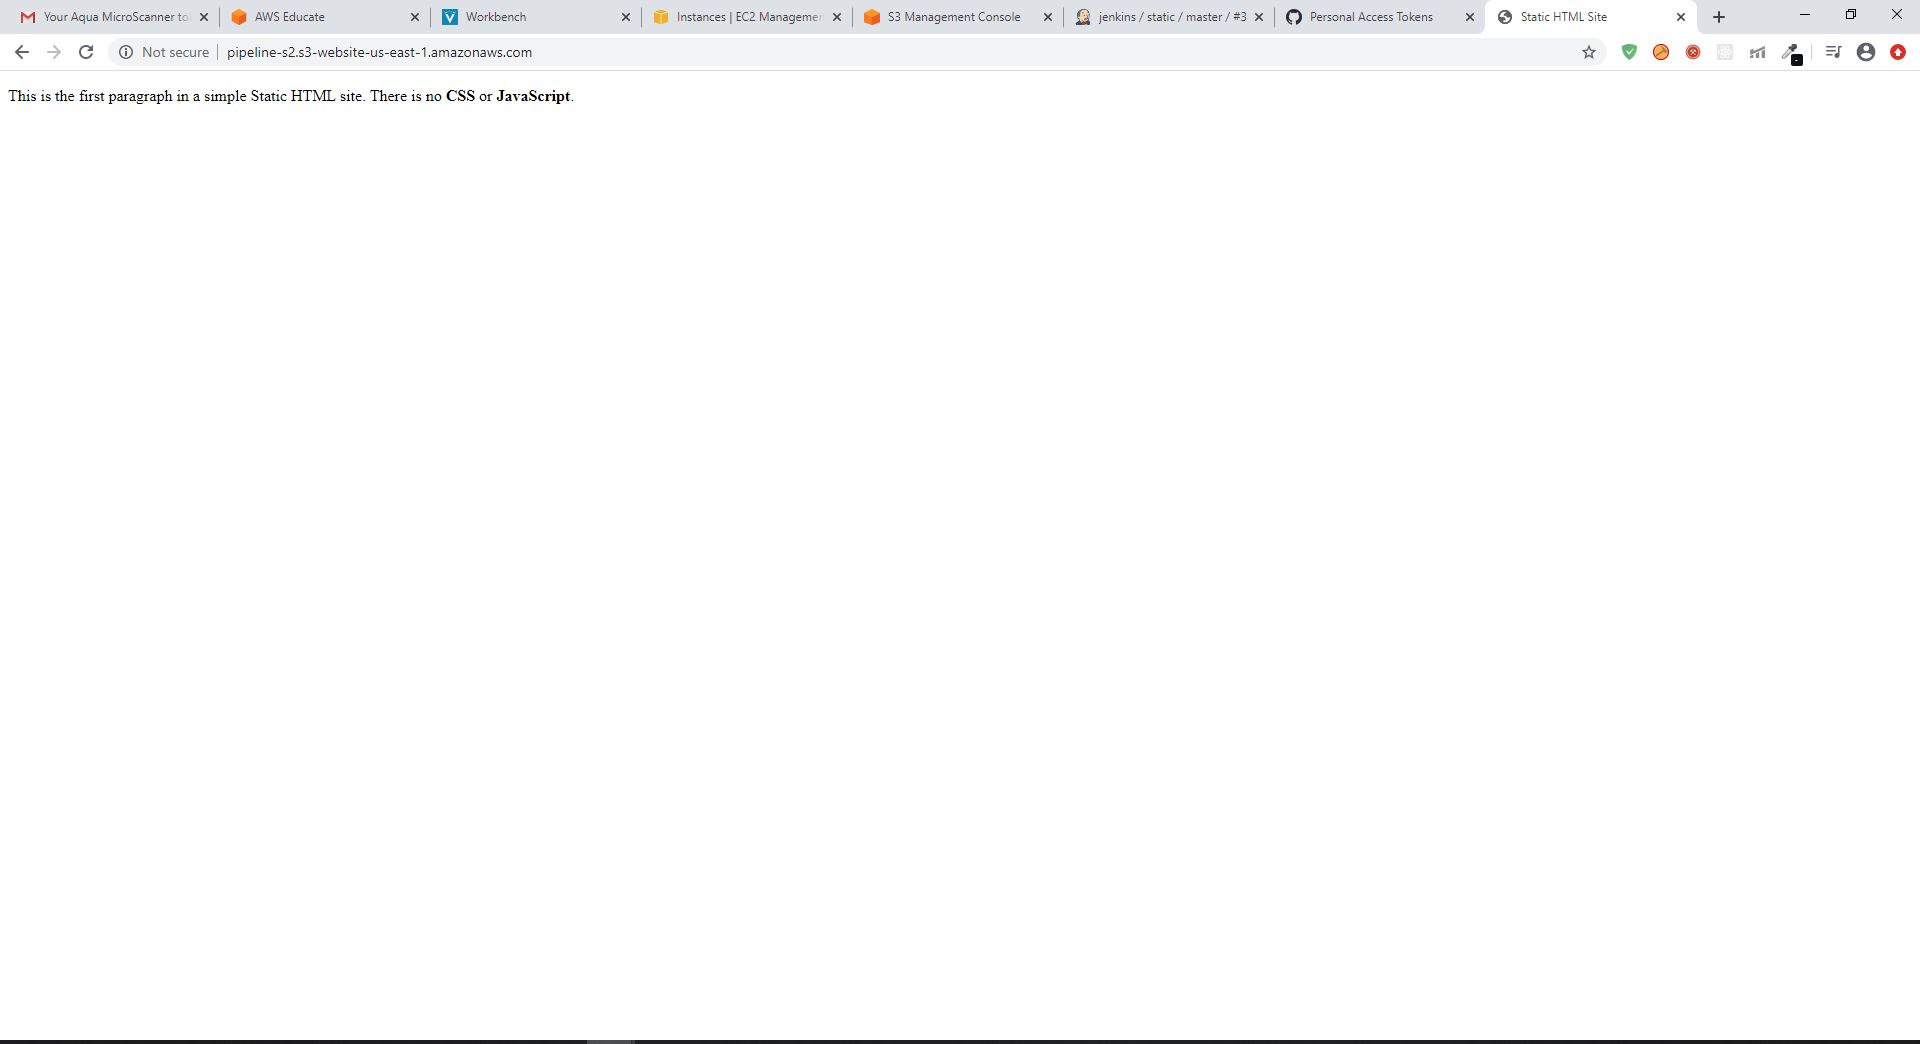 Your Aqua MicroScanner to
AWS Educate
Workbench
Instances | EC2 Managemen
S3 Management Console
jenkins / static / master / #3
Personal Access Tokens
Static HTML Site
Not secure
pipeline-s2.s3-website-us-east-1.amazonaws.com
This is the first paragraph in a simple Static HTML site. There is no CSS or JavaScript.